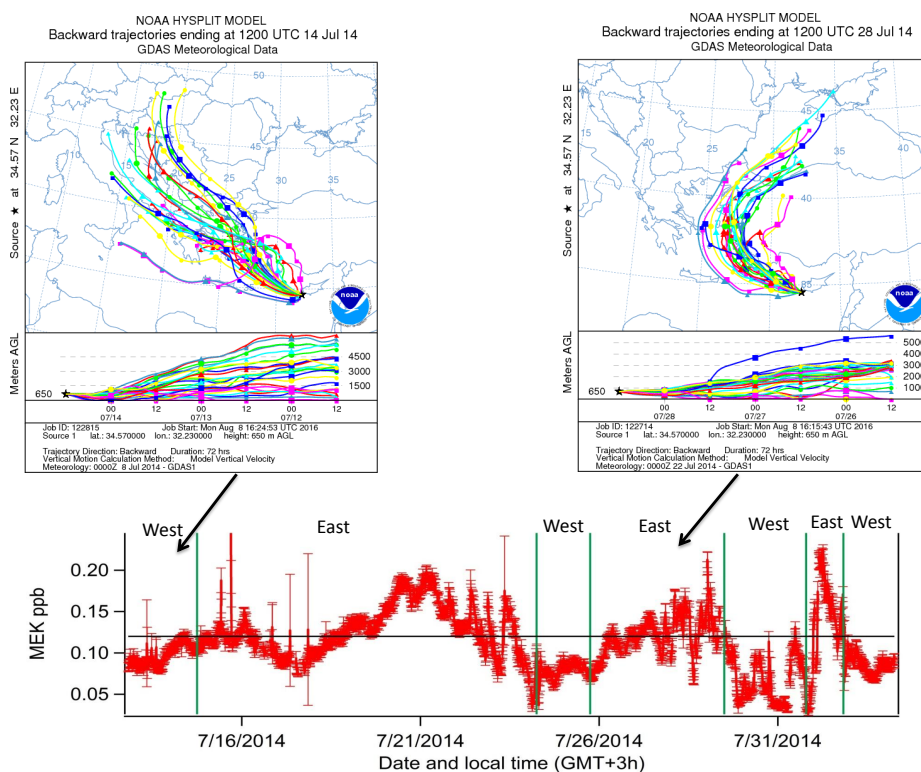 NOAA HYSPLIT MODEL
Backward trajectories ending at 1200 UTC 14 Jul 14
GDAS Meteorological Data
Source ★ at 34.57 N 32.23 E
50
45
15
10
5
5
noaa
Meters AGL
650
4500
3000
1500
00 12 00 12 00 12
07/14 07/13 07/12
Job ID: 122815 Job Start: Mon Aug 8 16:24:53 UTC 2016
Source 1 lat.: 34.570000 lon.: 32.230000 height: 650 m AGL
Trajectory Direction: Backward Duration: 72 hrs
Vertical Motion Calculation Method: Model Vertical Velocity
Meteorology: 0000Z 8 Jul 2014 - GDAS1
NOAA HYSPLIT MODEL
Backward trajectories ending at 1200 UTC 28 Jul 14
GDAS Meteorological Data
Source ★ at 34.57 N 32.23 E
15
20
25
30
35
40
45
40
35
noaa
Meters AGL
650
5000
4000
3000
2000
1000
00 12 00 12 00 12
07/28 07/27 07/26
Job ID: 122714 Job Start: Mon Aug 8 16:15:43 UTC 2016
Source 1 lat.: 34.570000 lon.: 32.230000 height: 650 m AGL
Trajectory Direction: Backward Duration: 72 hrs
Vertical Motion Calculation Method: Model Vertical Velocity
Meteorology: 0000Z 22 Jul 2014 - GDAS1
West East West East West East West
MEK ppb
0.20
0.15
0.10
0.05
7/16/2014 7/21/2014 7/26/2014 7/31/2014
Date and local time (GMT+3h)